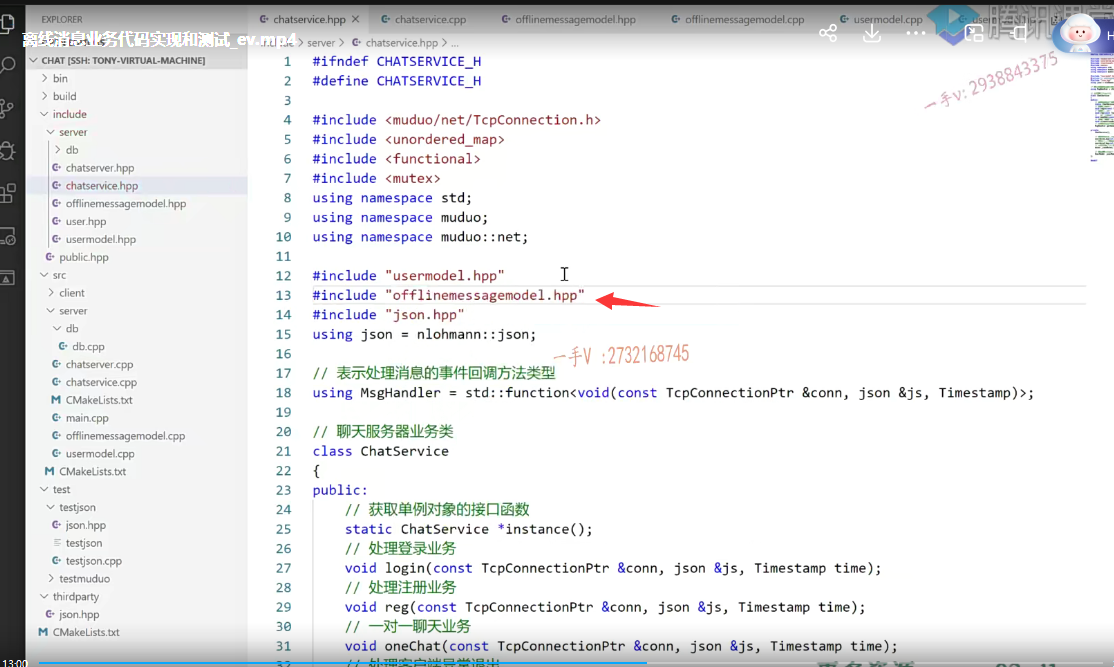 EXPLORER
离线消息业务代码实现和测试_ev.mp4
CHAT [SSH: TONY-VIRTUAL-MACHINE]
bin
build
include
server
db
chatserver.hpp
chatservice.hpp
offlinemessagemodel.hpp
user.hpp
usermodel.hpp
public.hpp
src
client
server
db
db.cpp
chatserver.cpp
chatservice.cpp
CMakeLists.txt
main.cpp
offlinemessagemodel.cpp
usermodel.cpp
CMakeLists.txt
test
testjson
json.hpp
testjson
testjson.cpp
testmuduo
thirdparty
json.hpp
CMakeLists.txt
13:00
chatservice.hpp chatservice.cpp offlinemessagemodel.hpp offlinemessagemodel.cpp usermodel.cpp
server > chatservice.hpp > ...
一手v: 2938843375
1 #ifndef CHATSERVICE_H
2 #define CHATSERVICE_H
3
4 #include <muduo/net/TcpConnection.h>
5 #include <unordered_map>
6 #include <functional>
7 #include <mutex>
8 using namespace std;
9 using namespace muduo;
10 using namespace muduo::net;
11
12 #include "usermodel.hpp"
13 #include "offlinemessagemodel.hpp"
14 #include "json.hpp"
15 using json = nlohmann::json;
16
一手V :2732168745
17 // 表示处理消息的事件回调方法类型
18 using MsgHandler = std::function<void(const TcpConnectionPtr &conn, json &js, Timestamp)>;
19
20 // 聊天服务器业务类
21 class ChatService
22 {
23 public:
24 // 获取单例对象的接口函数
25 static ChatService *instance();
26 // 处理登录业务
27 void login(const TcpConnectionPtr &conn, json &js, Timestamp time);
28 // 处理注册业务
29 void reg(const TcpConnectionPtr &conn, json &js, Timestamp time);
30 // 一对一聊天业务
31 void oneChat(const TcpConnectionPtr &conn, json &js, Timestamp time);
32 // 处理客户端异常退出